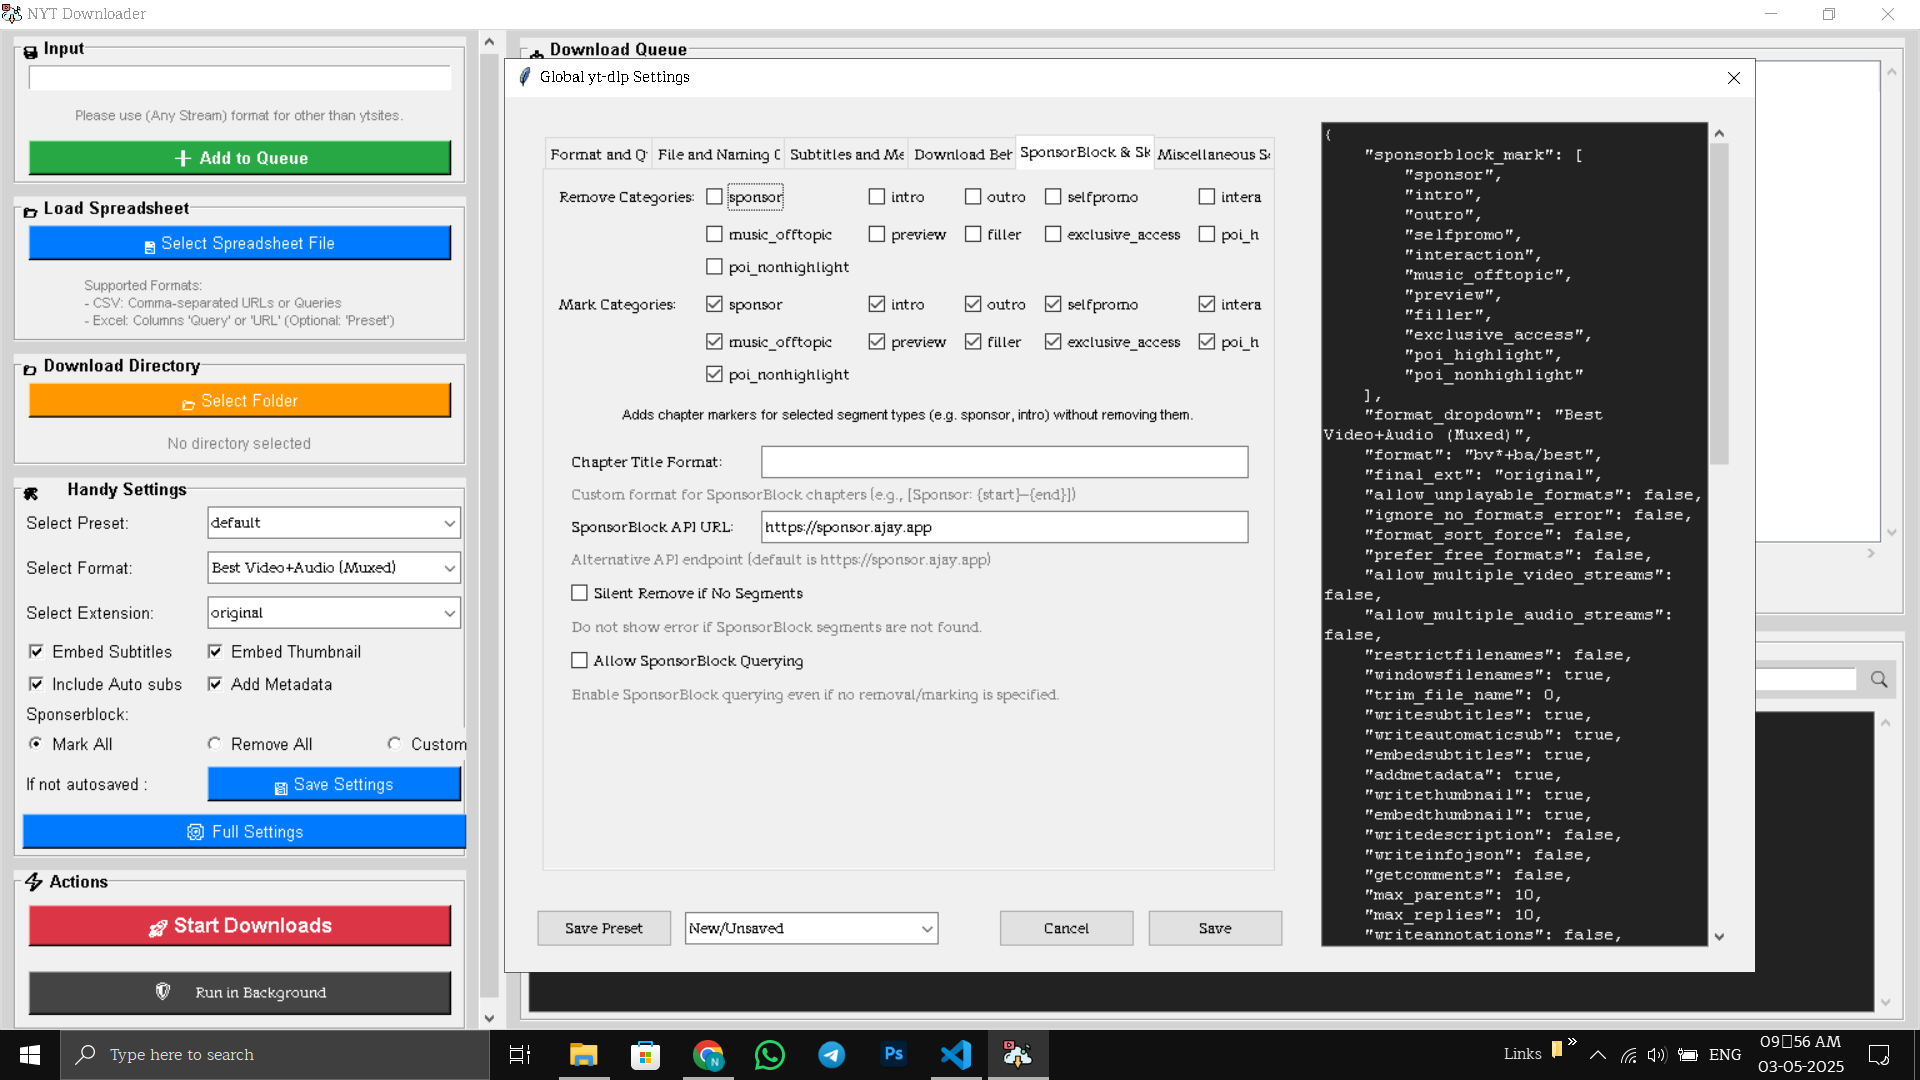 NYT Downloader
Input
Please use (Any Stream) format for other than ytsites.
Add to Queue
Load Spreadsheet
Select Spreadsheet File
Supported Formats:
- CSV: Comma-separated URLs or Queries
- Excel: Columns 'Query' or 'URL' (Optional: 'Preset')
Download Directory
Select Folder
No directory selected
Handy Settings
Select Preset: default
Select Format: Best Video+Audio (Muxed)
Select Extension: original
Embed Subtitles Embed Thumbnail
Include Auto subs Add Metadata
Sponserblock:
Mark All Remove All Custom
If not autosaved : Save Settings
Full Settings
Actions
Start Downloads
Run in Background
Download Queue
Global yt-dlp Settings
Format and Q File and Naming C Subtitles and Me Download Beh SponsorBlock & Sk Miscellaneous Se
Remove Categories: sponsor intro outro selfpromo intera
music_offtopic preview filler exclusive_access poi_h
poi_nonhighlight
Mark Categories: sponsor intro outro selfpromo intera
music_offtopic preview filler exclusive_access poi_h
poi_nonhighlight
Adds chapter markers for selected segment types (e.g. sponsor, intro) without removing them.
Chapter Title Format:
Custom format for SponsorBlock chapters (e.g., [Sponsor: {start}–{end}])
SponsorBlock API URL: https://sponsor.ajay.app
Alternative API endpoint (default is https://sponsor.ajay.app)
Silent Remove if No Segments
Do not show error if SponsorBlock segments are not found.
Allow SponsorBlock Querying
Enable SponsorBlock querying even if no removal/marking is specified.
Save Preset New/Unsaved Cancel Save
{
"sponsorblock_mark": [
"sponsor",
"intro",
"outro",
"selfpromo",
"interaction",
"music_offtopic",
"preview",
"filler",
"exclusive_access",
"poi_highlight",
"poi_nonhighlight"
],
"format_dropdown": "Best
Video+Audio (Muxed)",
"format": "bv*+ba/best",
"final_ext": "original",
"allow_unplayable_formats": false,
"ignore_no_formats_error": false,
"format_sort_force": false,
"prefer_free_formats": false,
"allow_multiple_video_streams":
false,
"allow_multiple_audio_streams":
false,
"restrictfilenames": false,
"windowsfilenames": true,
"trim_file_name": 0,
"writesubtitles": true,
"writeautomaticsub": true,
"embedsubtitles": true,
"addmetadata": true,
"writethumbnail": true,
"embedthumbnail": true,
"writedescription": false,
"writeinfojson": false,
"getcomments": false,
"max_parents": 10,
"max_replies": 10,
"writeannotations": false,
Type here to search
Ps
N
Links
ENG
09▯56 AM
03-05-2025